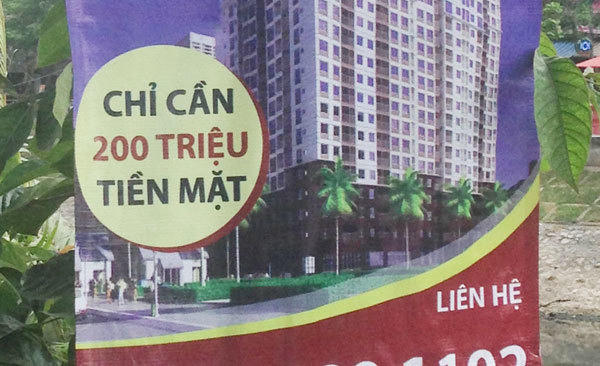 CHỈ CẦN
200 TRIỆU
TIỀN MẶT
LIÊN HỆ